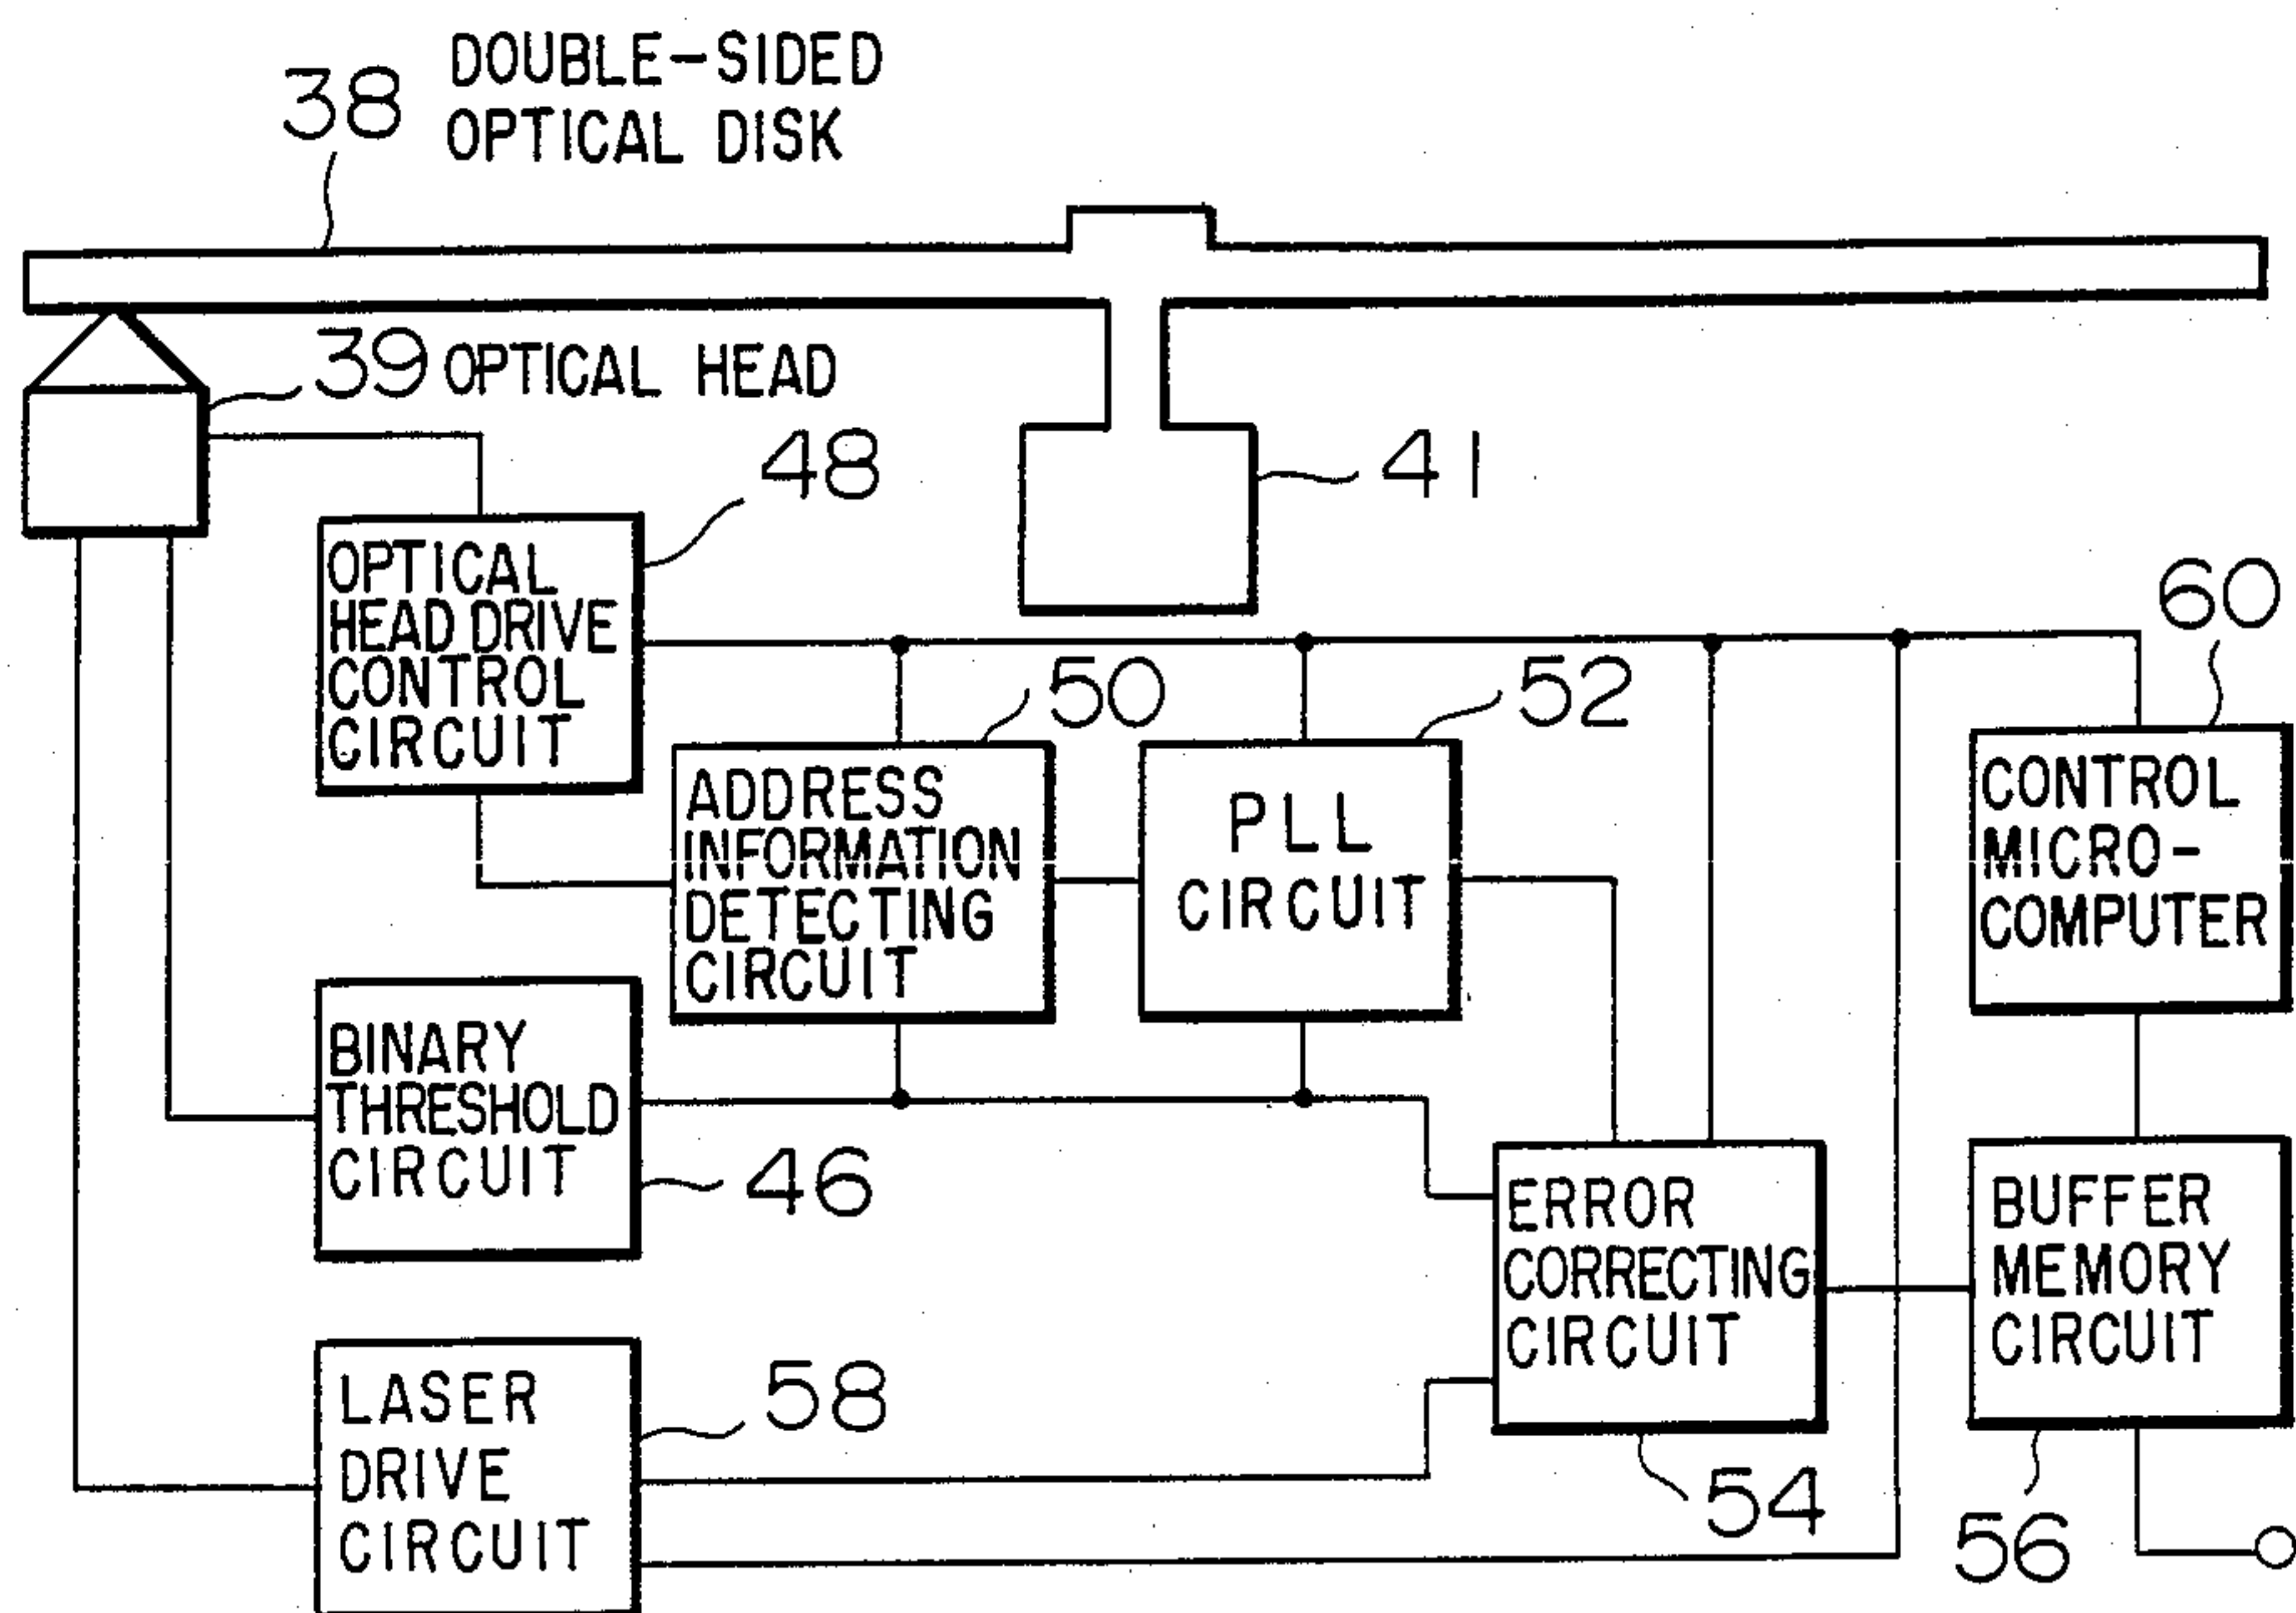 38 DOUBLE-SIDED
OPTICAL DISK
39 OPTICAL HEAD
48
41
OPTICAL
HEAD DRIVE
CONTROL
CIRCUIT
60
50
52
ADDRESS
INFORMATION
DETECTING
CIRCUIT
PLL
CIRCUIT
CONTROL
MICRO-
COMPUTER
BINARY
THRESHOLD
CIRCUIT
46
ERROR
CORRECTING
CIRCUIT
BUFFER
MEMORY
CIRCUIT
LASER
DRIVE
CIRCUIT
58
54
56